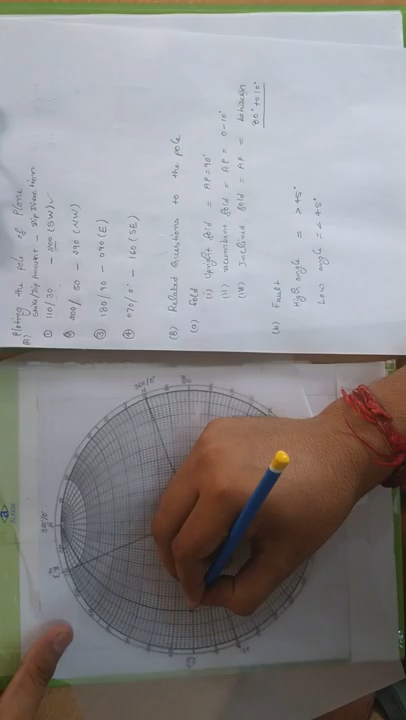 Ploting the pole of Plane
(A) Strike/Dip Amount - Dip Direction
① 110/30 - 200 (SW) ✓
② 200/ 50 - 290 (NW)
③ 180/90 - 090 (E)
④ 070/0° - 160 (SE)
(B) Related Questions to the pole
(a) Fold
(i) Upright fold = AP = 90°
(ii) recumbent fold = AP = 0-10°
(iii) Inclined fold = AP = between
80° to 10°
(b) Fault
High angle = > 45°
Low angle = < 45°
360/0°